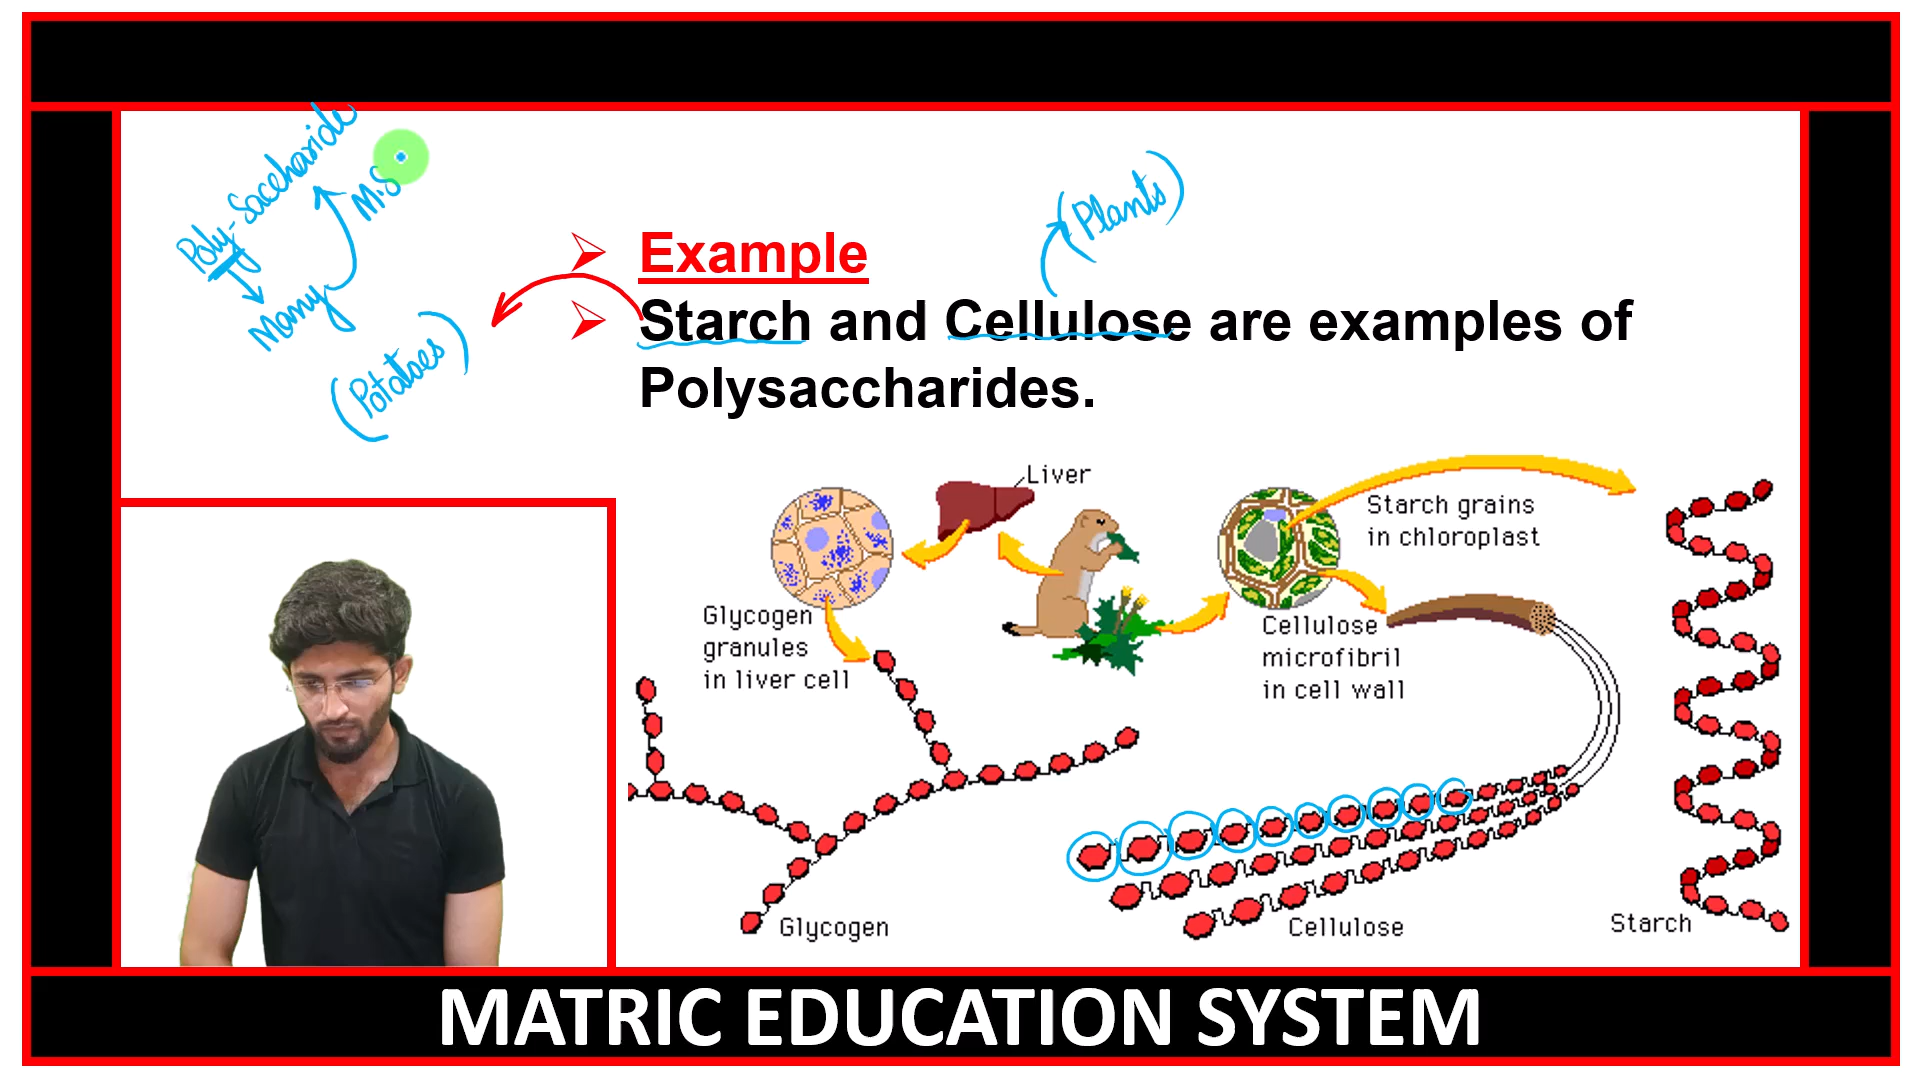 Poly-Saccharide
M.S
Many
(Potatoes)
(Plants)
Example
Starch and Cellulose are examples of
Polysaccharides.
Liver
Starch grains
in chloroplast
Glycogen
granules
in liver cell
Cellulose
microfibril
in cell wall
Glycogen
Cellulose
Starch
MATRIC EDUCATION SYSTEM